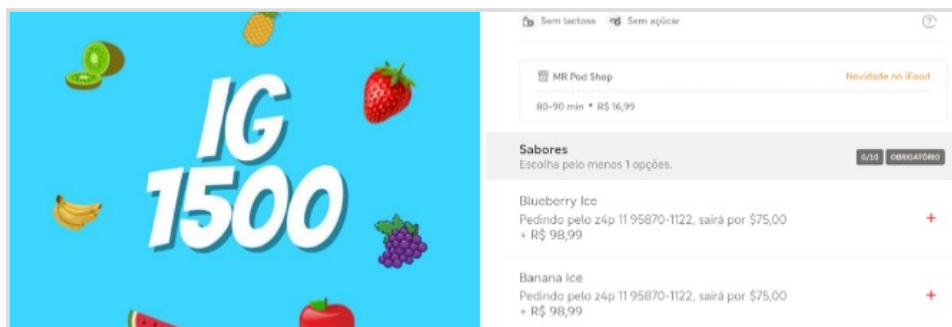 IG
1500
Sem lactose Sem açúcar
MR Pod Shop Novidade no iFood
80-90 min • R$ 16,99
Sabores
Escolha pelo menos 1 opções.
0/10 OBRIGATÓRIO
Blueberry Ice
Pedindo pelo z4p 11 95870-1122, sairá por $75,00
+ R$ 98,99
Banana Ice
Pedindo pelo z4p 11 95870-1122, sairá por $75,00
+ R$ 98,99